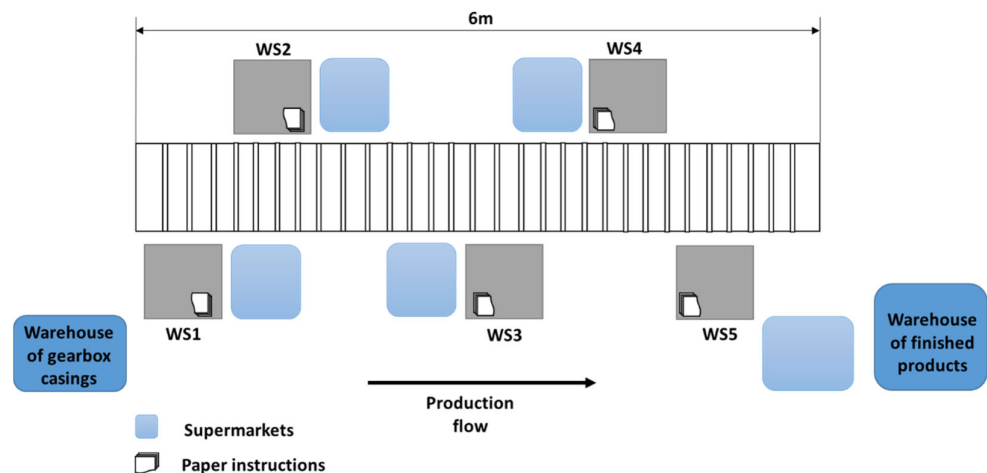 6m
WS2
WS4
WS1
WS3
WS5
Warehouse
of gearbox
casings
Warehouse
of finished
products
Production
flow
Supermarkets
Paper instructions